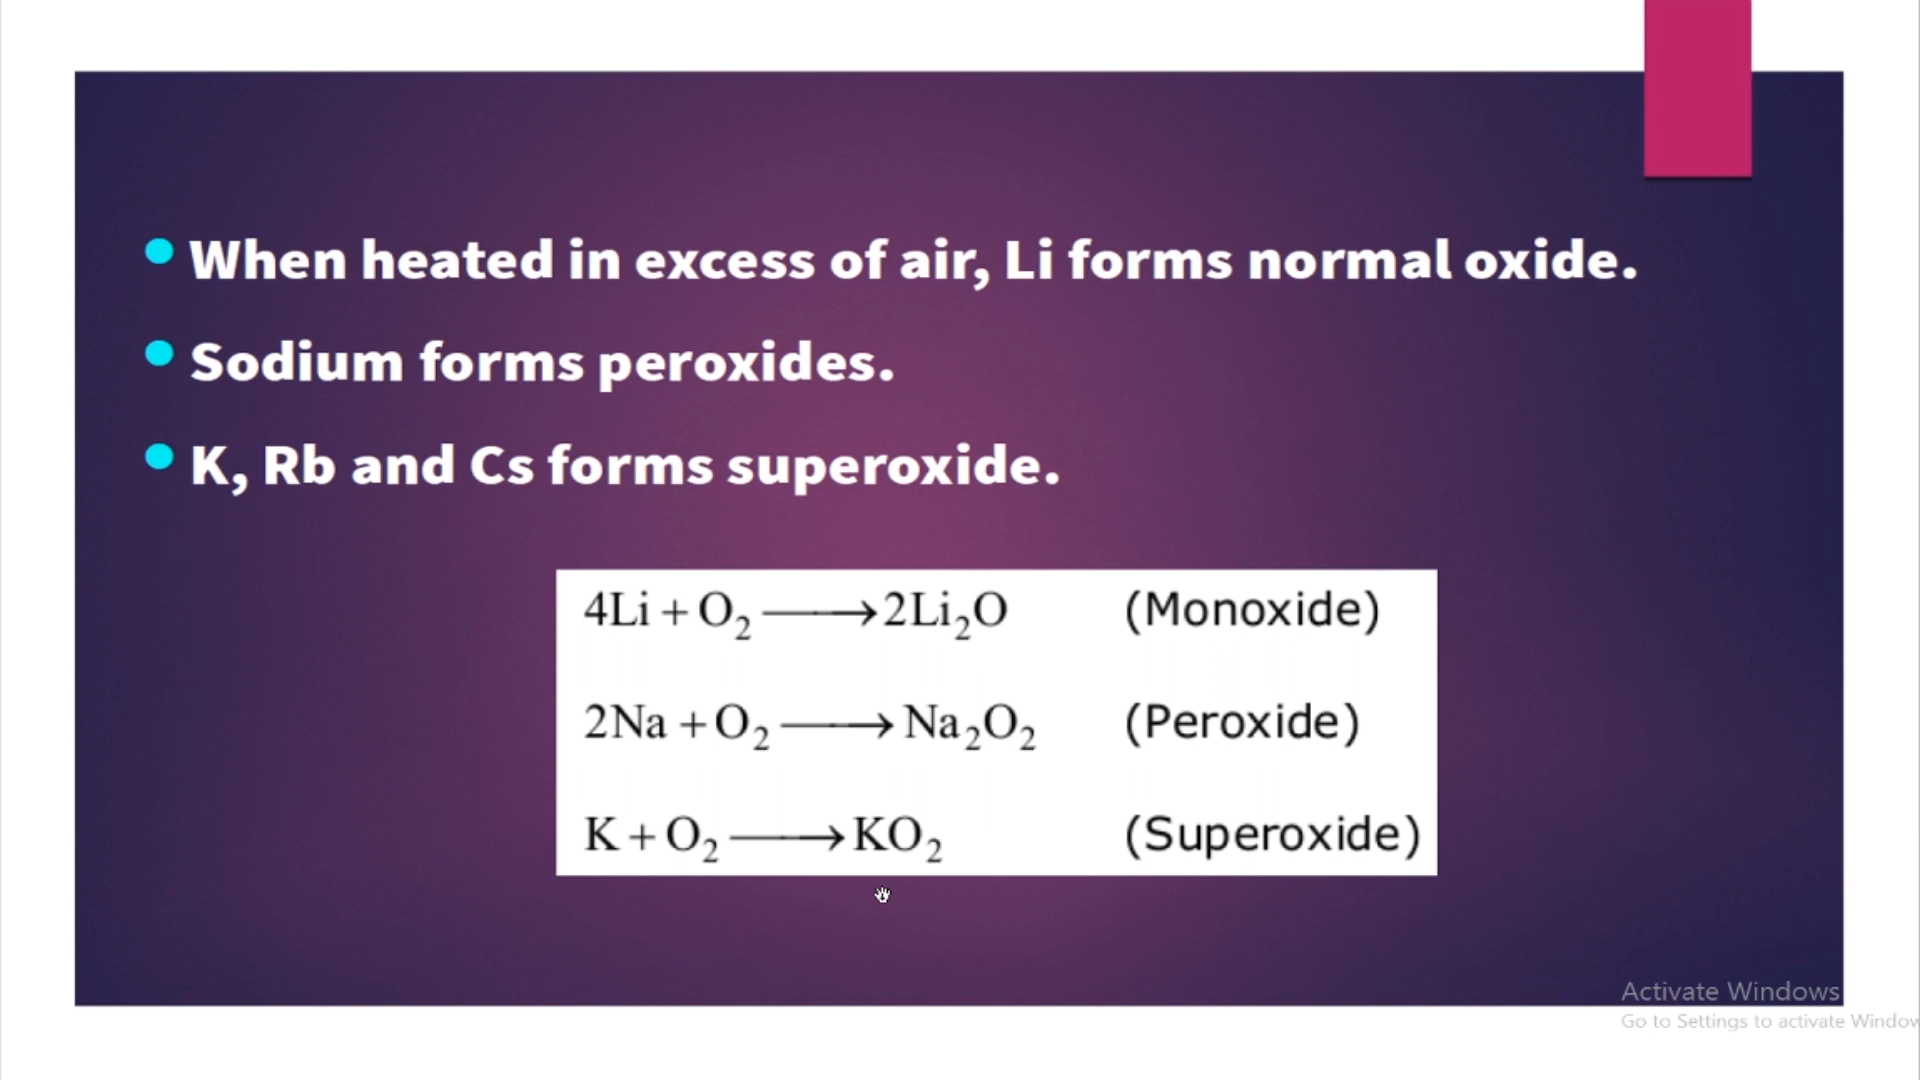 When heated in excess of air, Li forms normal oxide.
Sodium forms peroxides.
K, Rb and Cs forms superoxide.
4Li + O₂ ⟶ 2Li₂O (Monoxide)
2Na + O₂ ⟶ Na₂O₂ (Peroxide)
K + O₂ ⟶ KO₂ (Superoxide)
Activate Windows
Go to Settings to activate Window